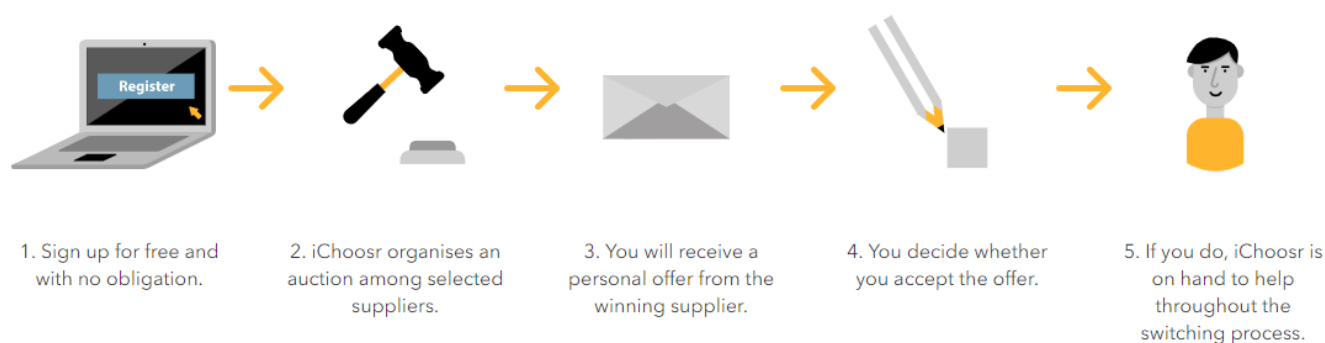 Register
1. Sign up for free and
with no obligation.
2. iChoosr organises an
auction among selected
suppliers.
3. You will receive a
personal offer from the
winning supplier.
4. You decide whether
you accept the offer.
5. If you do, iChoosr is
on hand to help
throughout the
switching process.